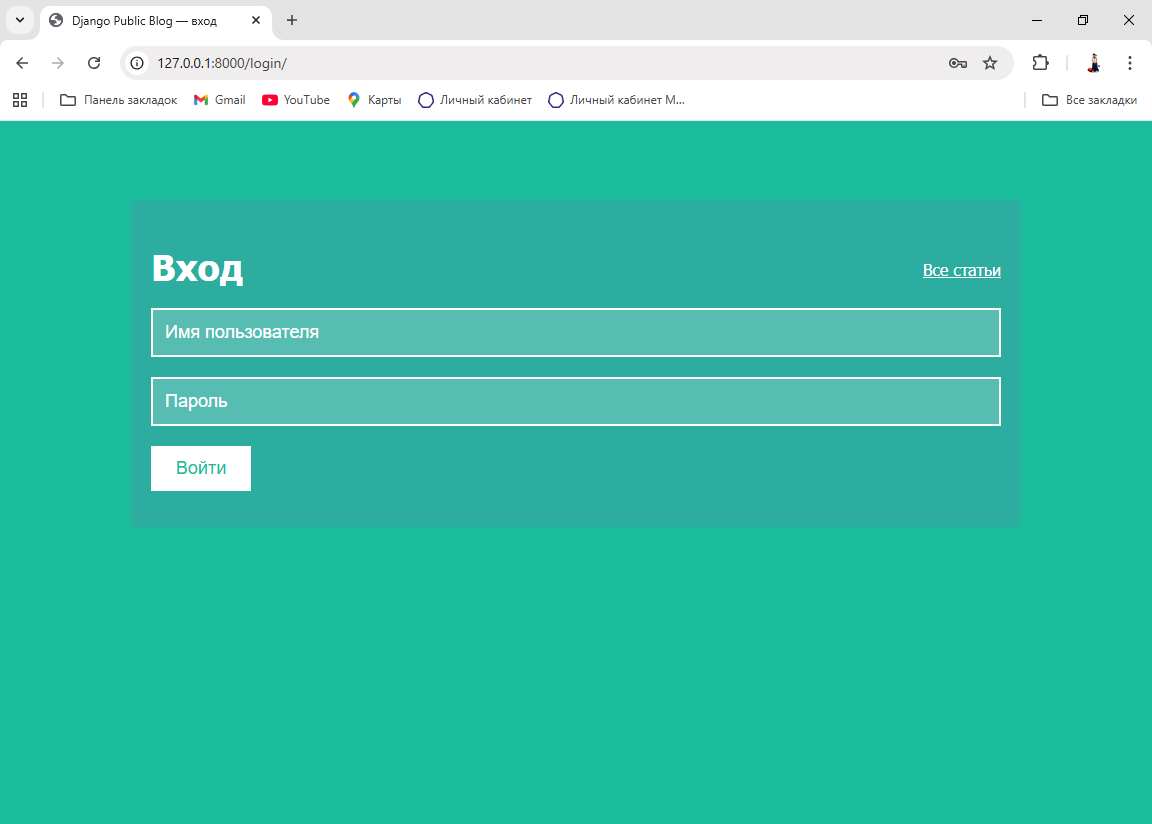 Django Public Blog — вход
127.0.0.1:8000/login/
Панель закладок Gmail YouTube Карты Личный кабинет Личный кабинет М... Все закладки
Вход
Все статьи
Имя пользователя
Пароль
Войти